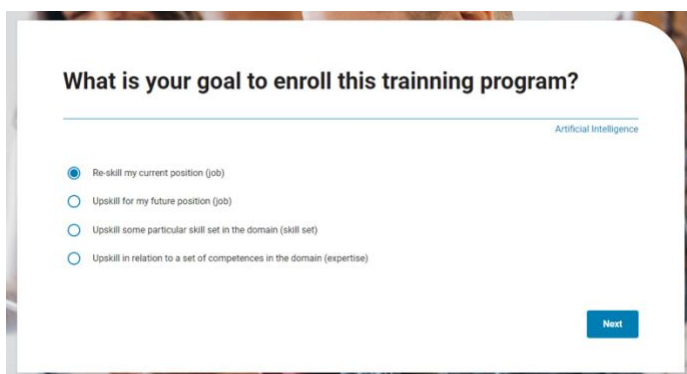 What is your goal to enroll this trainning program?
Artificial Intelligence
Re-skill my current position (job)
Upskill for my future position (job)
Upskill some particular skill set in the domain (skill set)
Upskill in relation to a set of competences in the domain (expertise)
Next